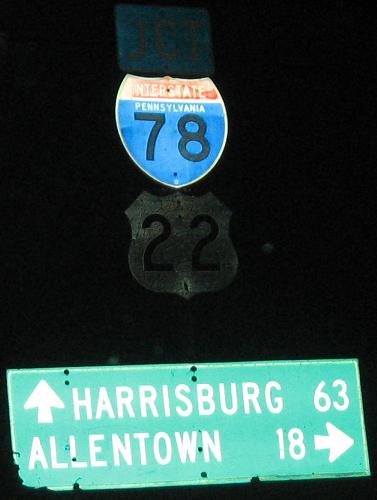 JCT
INTERSTATE
PENNSYLVANIA
78
22
HARRISBURG 63
ALLENTOWN 18